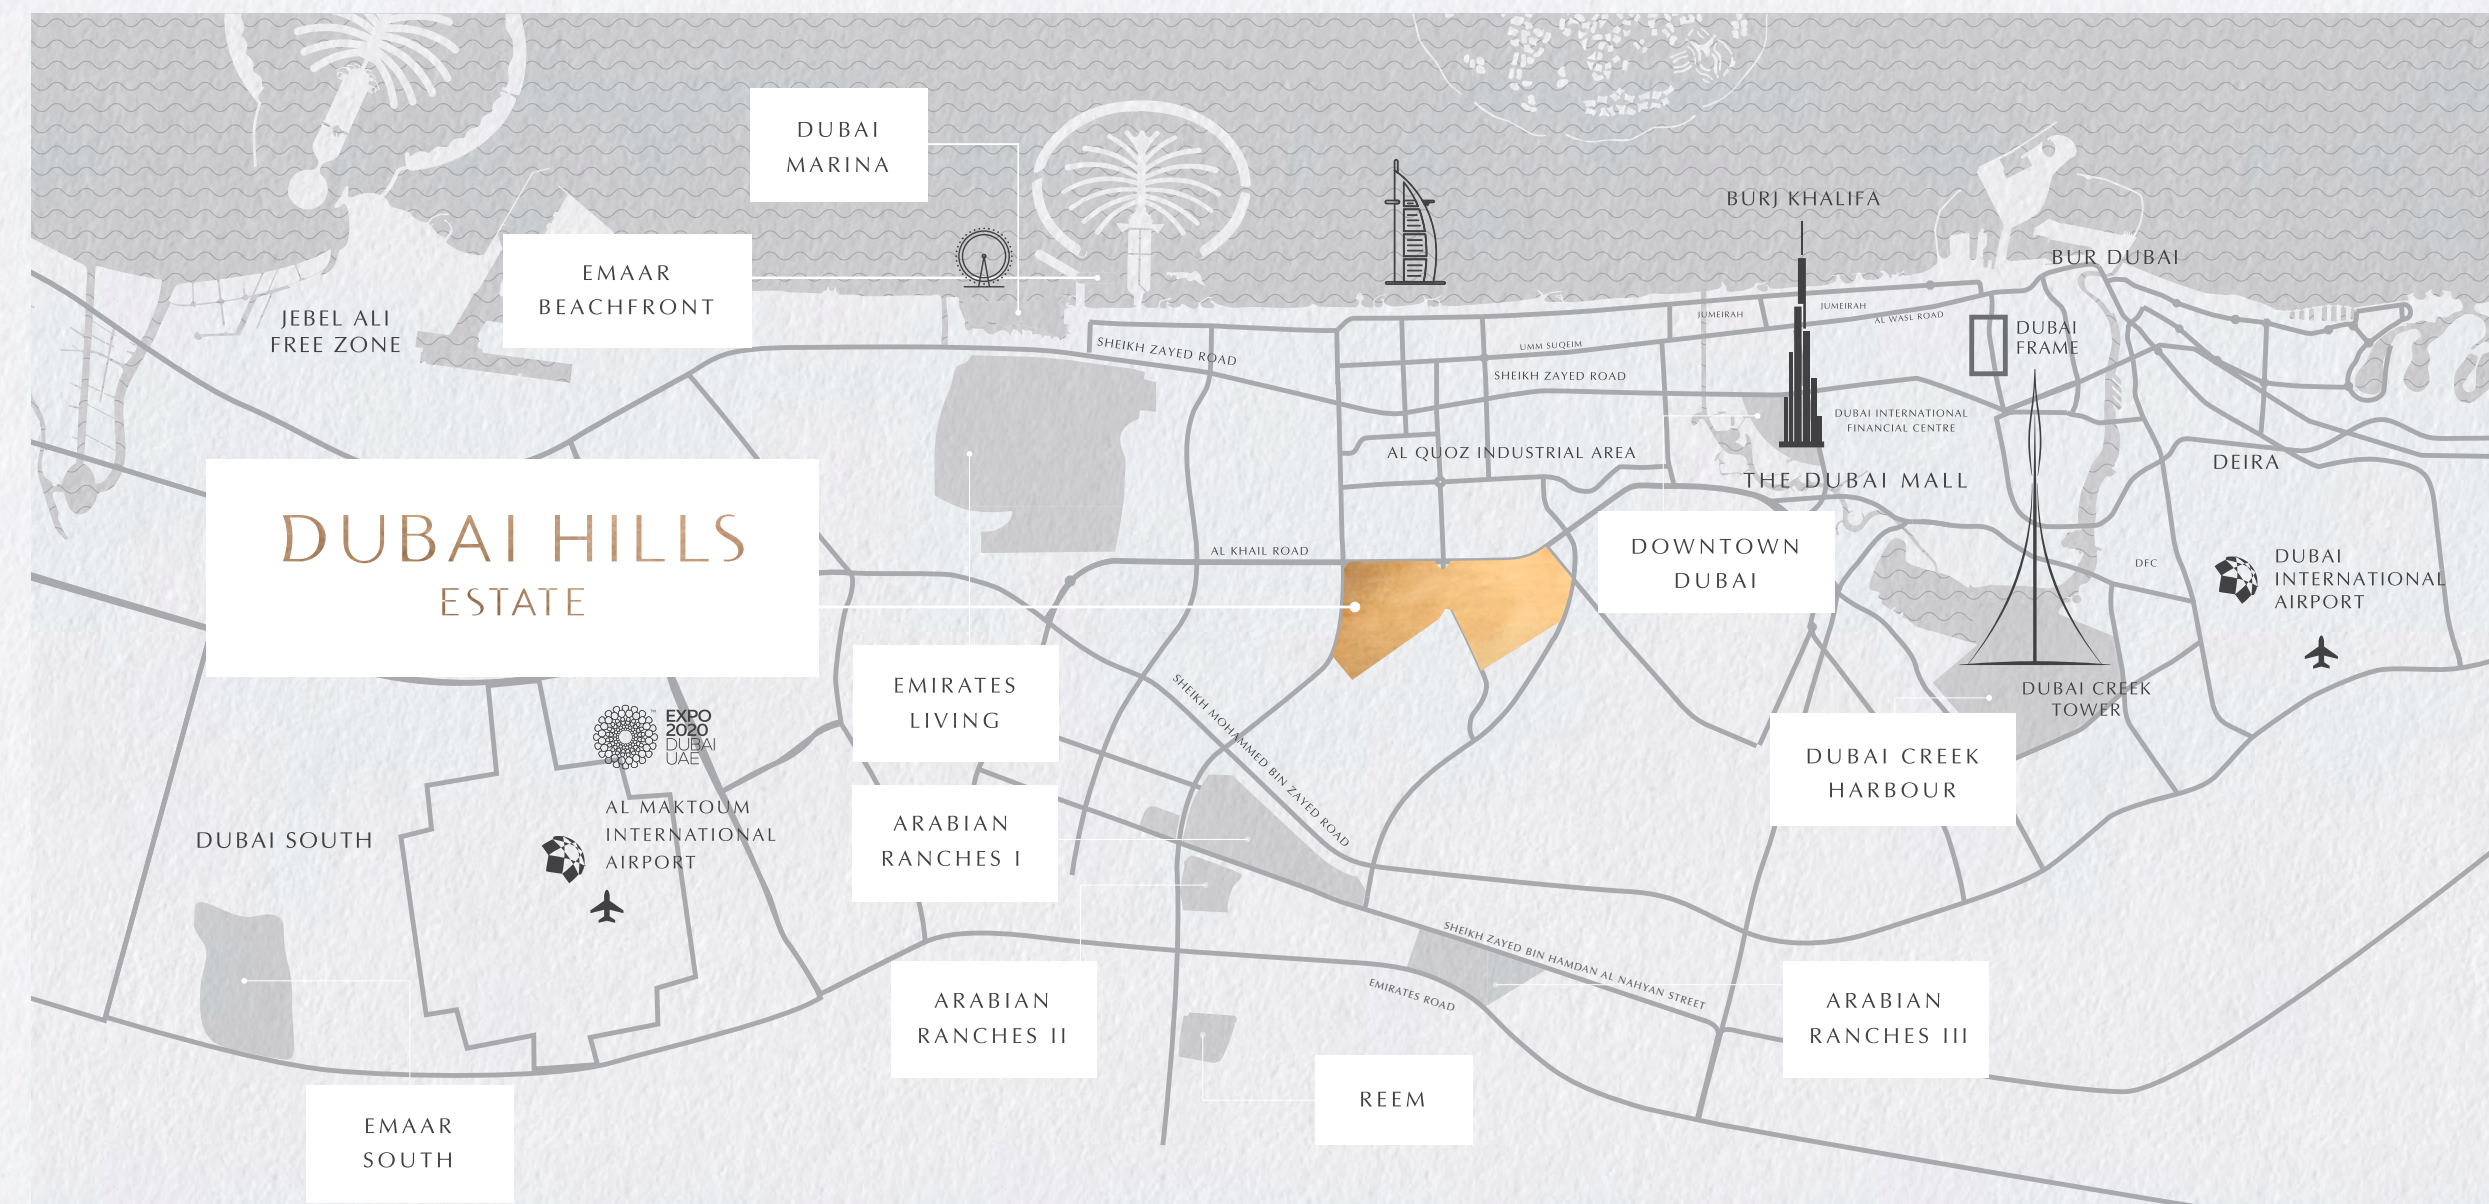 DUBAI
MARINA
BURJ KHALIFA
BUR DUBAI
EMAAR
BEACHFRONT
JEBEL ALI
FREE ZONE
JUMEIRAH
JUMEIRAH
AL WASL ROAD
DUBAI
FRAME
SHEIKH ZAYED ROAD
UMM SUQEIM
SHEIKH ZAYED ROAD
DUBAI INTERNATIONAL
FINANCIAL CENTRE
AL QUOZ INDUSTRIAL AREA
DEIRA
THE DUBAI MALL
DUBAI HILLS
ESTATE
AL KHAIL ROAD
DOWNTOWN
DUBAI
DFC
DUBAI
INTERNATIONAL
AIRPORT
EMIRATES
LIVING
SHEIKH MOHAMMED BIN ZAYED ROAD
DUBAI CREEK
TOWER
EXPO
2020
DUBAI
UAE
™
DUBAI CREEK
HARBOUR
AL MAKTOUM
INTERNATIONAL
AIRPORT
DUBAI SOUTH
ARABIAN
RANCHES I
SHEIKH ZAYED BIN HAMDAN AL NAHYAN STREET
EMIRATES ROAD
ARABIAN
RANCHES II
ARABIAN
RANCHES III
REEM
EMAAR
SOUTH